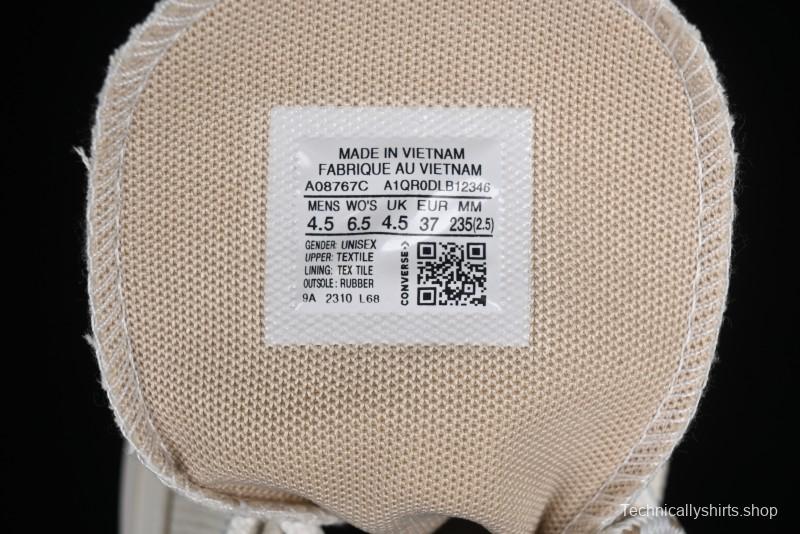 MADE IN VIETNAM
FABRIQUE AU VIETNAM
A08767C A1QR0DLB12346
MENS WO'S UK EUR MM
4.5 6.5 4.5 37 235(2.5)
GENDER: UNISEX
UPPER: TEXTILE
LINING: TEX TILE
OUTSOLE: RUBBER
9A 2310 L68
CONVERSE
Technicallyshirts.shop